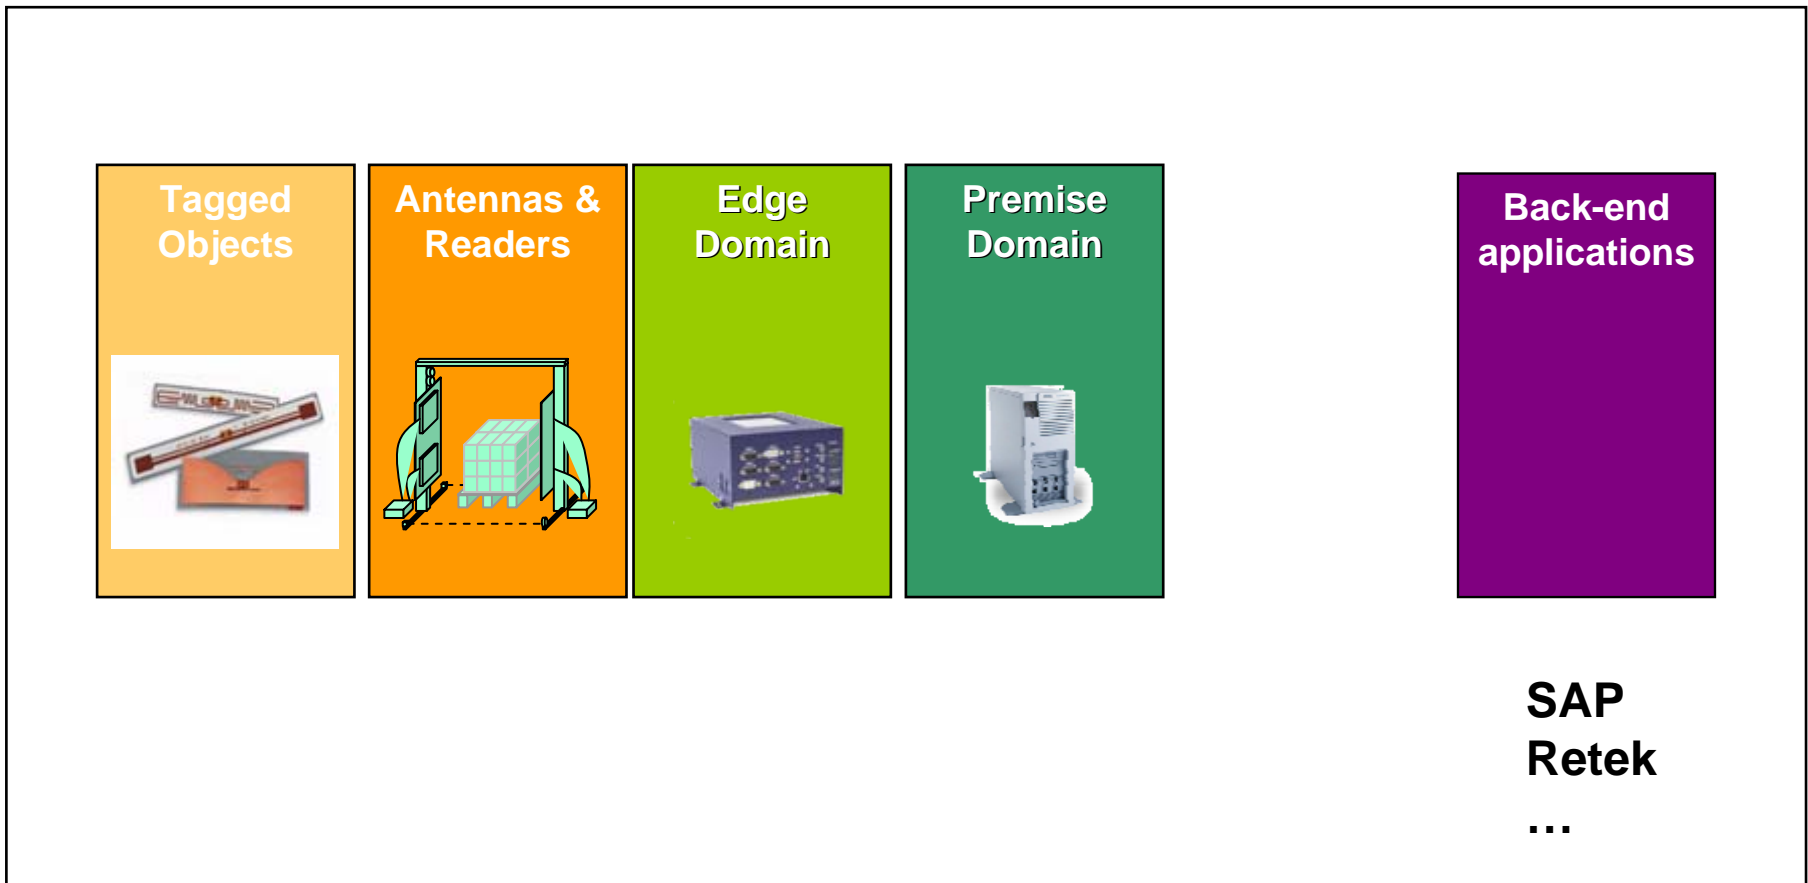 Tagged
Objects
Antennas &
Readers
Edge
Domain
Premise
Domain
Back-end
applications
SAP
Retek
…